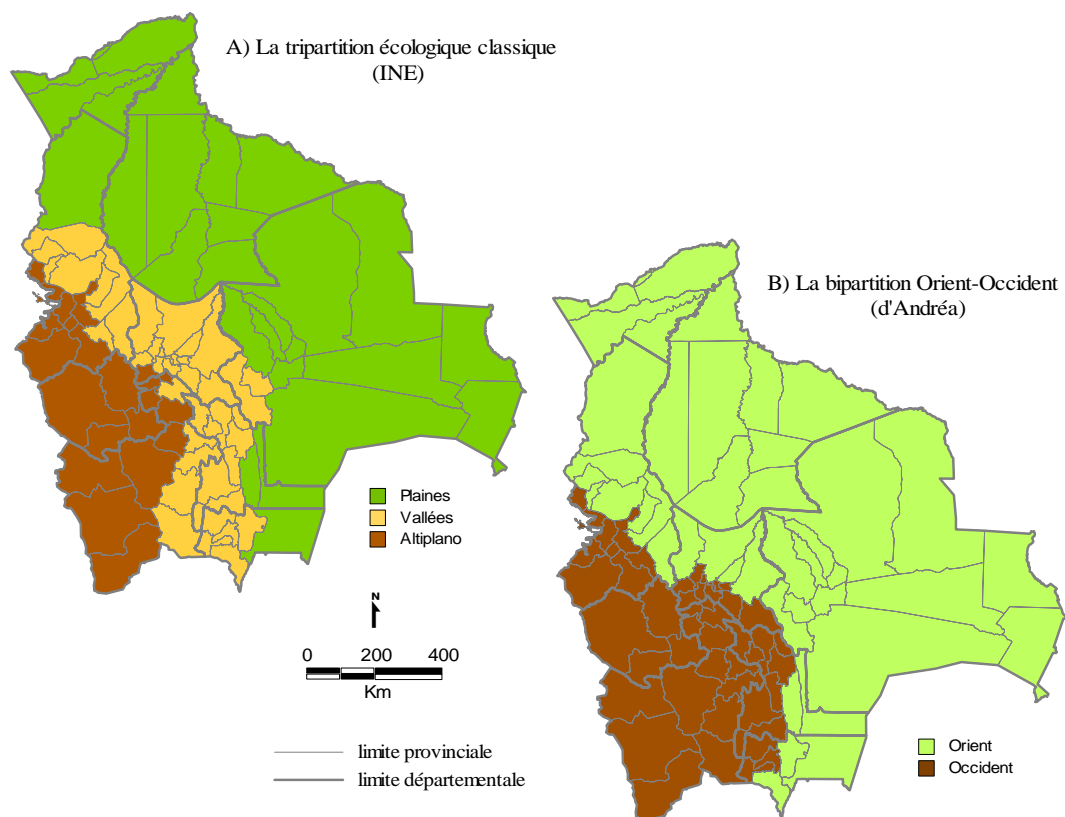 A) La tripartition écologique classique
(INE)
B) La bipartition Orient-Occident
(d'Andréa)
Plaines
Vallées
Altiplano
N
0 200 400
Km
limite provinciale
limite départementale
Orient
Occident